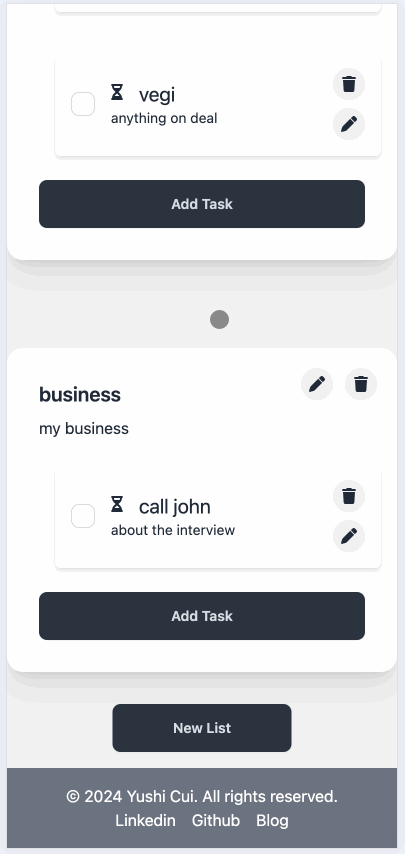 vegi
anything on deal
Add Task
business
my business
call john
about the interview
Add Task
New List
© 2024 Yushi Cui. All rights reserved.
Linkedin Github Blog